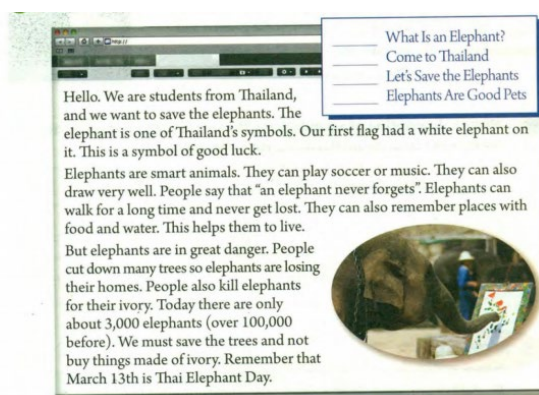 http://
What Is an Elephant?
Come to Thailand
Let's Save the Elephants
Elephants Are Good Pets
Hello. We are students from Thailand,
and we want to save the elephants. The
elephant is one of Thailand's symbols. Our first flag had a white elephant on
it. This is a symbol of good luck.
Elephants are smart animals. They can play soccer or music. They can also
draw very well. People say that “an elephant never forgets”. Elephants can
walk for a long time and never get lost. They can also remember places with
food and water. This helps them to live.
But elephants are in great danger. People
cut down many trees so elephants are losing
their homes. People also kill elephants
for their ivory. Today there are only
about 3,000 elephants (over 100,000
before). We must save the trees and not
buy things made of ivory. Remember that
March 13th is Thai Elephant Day.